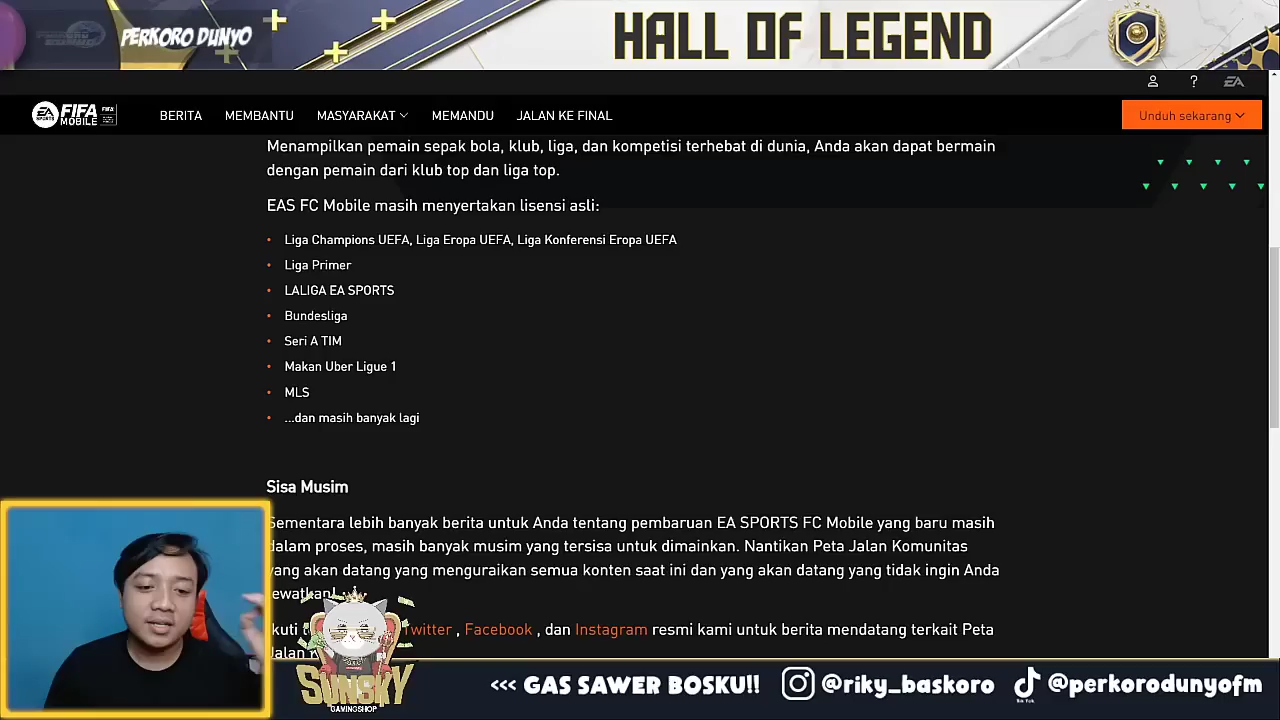 PERKORO DUNYO
HALL OF LEGEND
EA
EA SPORTS FIFA MOBILE
BERITA
MEMBANTU
MASYARAKAT
MEMANDU
JALAN KE FINAL
Unduh sekarang
Menampilkan pemain sepak bola, klub, liga, dan kompetisi terhebat di dunia, Anda akan dapat bermain
dengan pemain dari klub top dan liga top.
EAS FC Mobile masih menyertakan lisensi asli:
• Liga Champions UEFA, Liga Eropa UEFA, Liga Konferensi Eropa UEFA
• Liga Primer
• LALIGA EA SPORTS
• Bundesliga
• Seri A TIM
• Makan Uber Ligue 1
• MLS
• ...dan masih banyak lagi
Sisa Musim
Sementara lebih banyak berita untuk Anda tentang pembaruan EA SPORTS FC Mobile yang baru masih
dalam proses, masih banyak musim yang tersisa untuk dimainkan. Nantikan Peta Jalan Komunitas
yang akan datang yang menguraikan semua konten saat ini dan yang akan datang yang tidak ingin Anda
lewatkan!
Twitter , Facebook , dan Instagram resmi kami untuk berita mendatang terkait Peta
Jalan
SUNSKY
GAMINGSHOP
<<< GAS SAWER BOSKU!!
@riky_baskoro
@perkorodunyofm